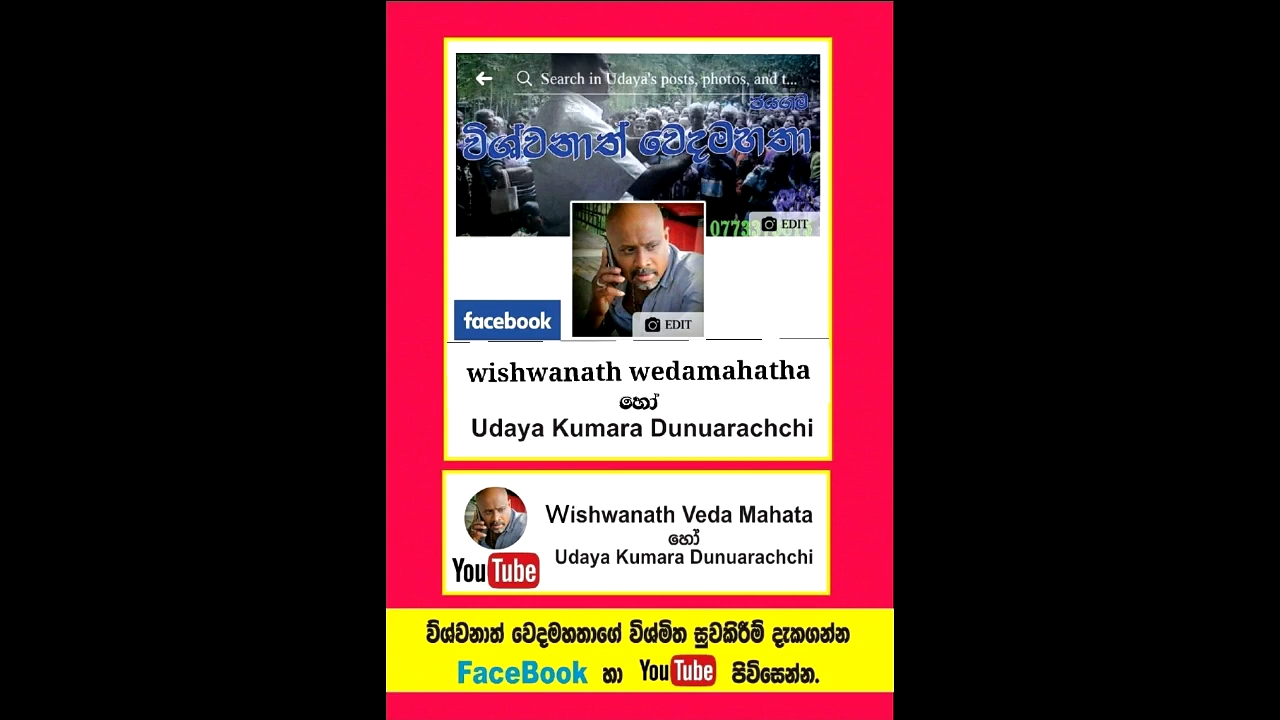 Search in Udaya's posts, photos, and t...
ජයගුම්
විශ්වනාත් වෙදමහතා
EDIT
EDIT
facebook
wishwanath wedamahatha
හෝ
Udaya Kumara Dunuarachchi
Wishwanath Veda Mahata
හෝ
Udaya Kumara Dunuarachchi
YouTube
විශ්වනාත් වෙදමහතාගේ විශ්මිත සුවකිරීම් දැකගන්න
FaceBook හා YouTube පිවිසෙන්න.